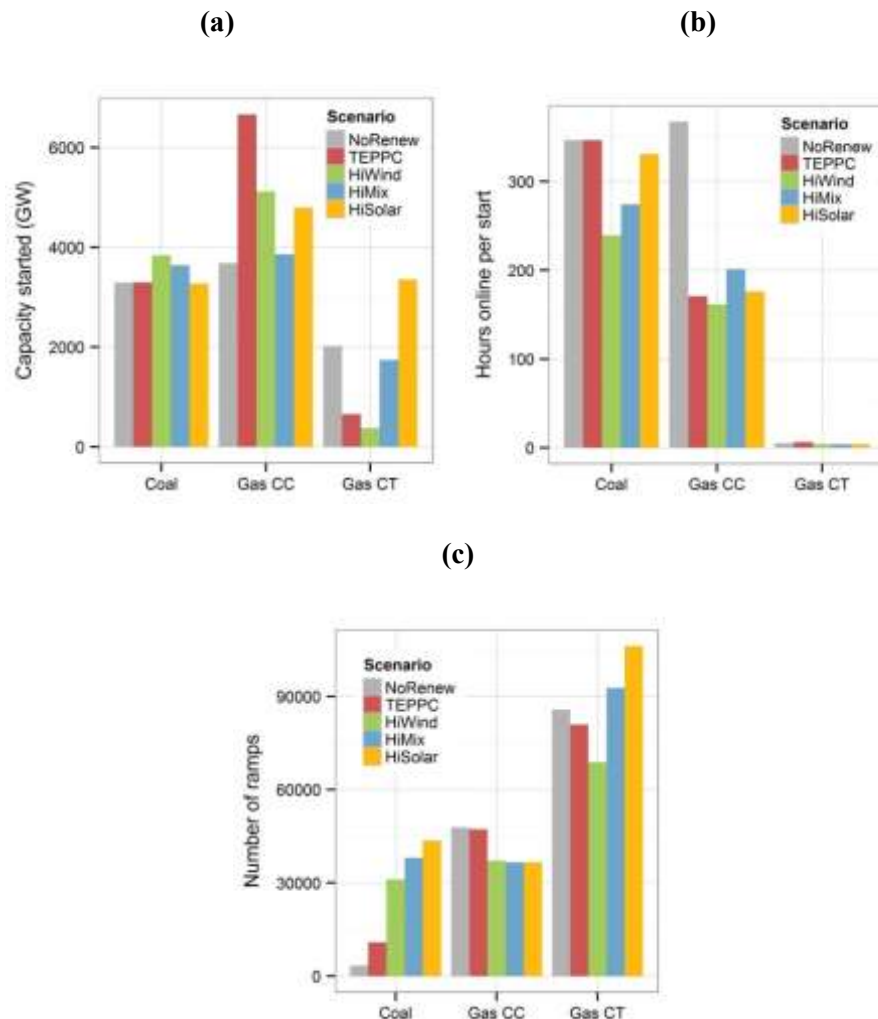 (a)
(b)
Capacity started (GW)
6000
4000
2000
0
Scenario
NoRenew
TEPPC
HiWind
HiMix
HiSolar
Coal Gas CC Gas CT
Hours online per start
300
200
100
0
Scenario
NoRenew
TEPPC
HiWind
HiMix
HiSolar
Coal Gas CC Gas CT
(c)
Number of ramps
90000
60000
30000
0
Scenario
NoRenew
TEPPC
HiWind
HiMix
HiSolar
Coal Gas CC Gas CT